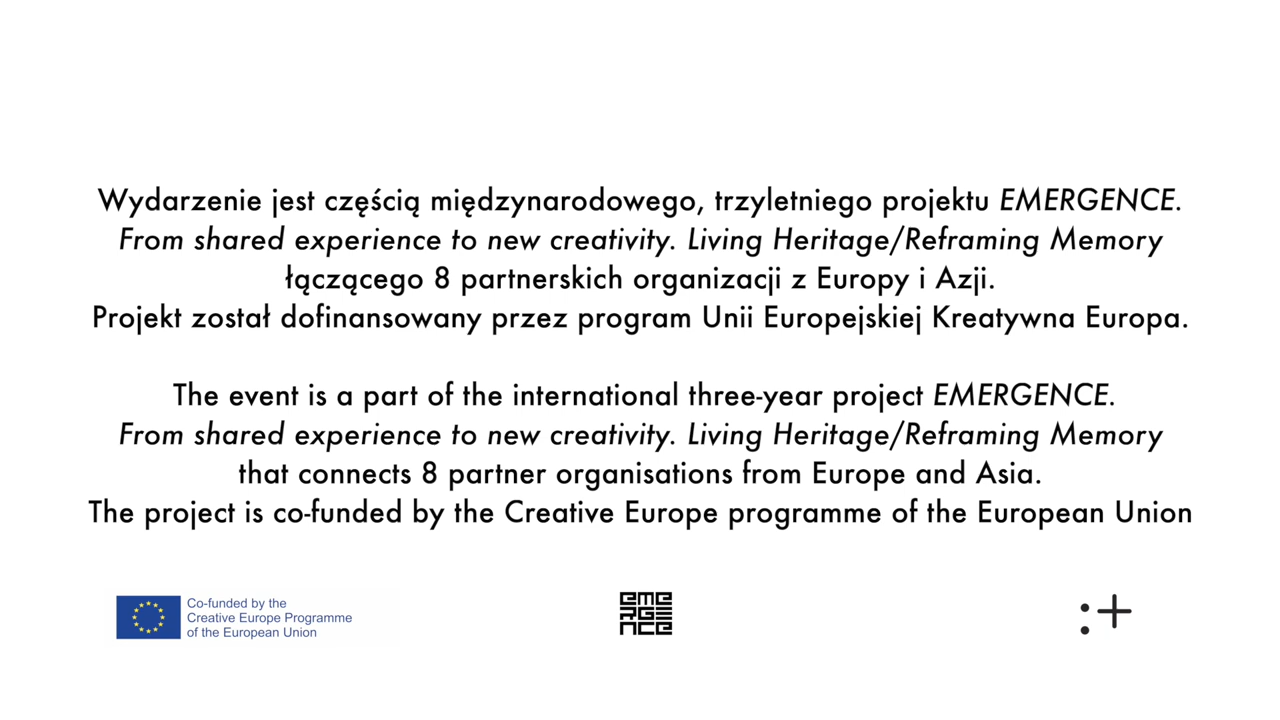 Wydarzenie jest częścią międzynarodowego, trzyletniego projektu EMERGENCE.
From shared experience to new creativity. Living Heritage/Reframing Memory
łączącego 8 partnerskich organizacji z Europy i Azji.
Projekt został dofinansowany przez program Unii Europejskiej Kreatywna Europa.
The event is a part of the international three-year project EMERGENCE.
From shared experience to new creativity. Living Heritage/Reframing Memory
that connects 8 partner organisations from Europe and Asia.
The project is co-funded by the Creative Europe programme of the European Union
Co-funded by the
Creative Europe Programme
of the European Union
eme
rge
nce
:+